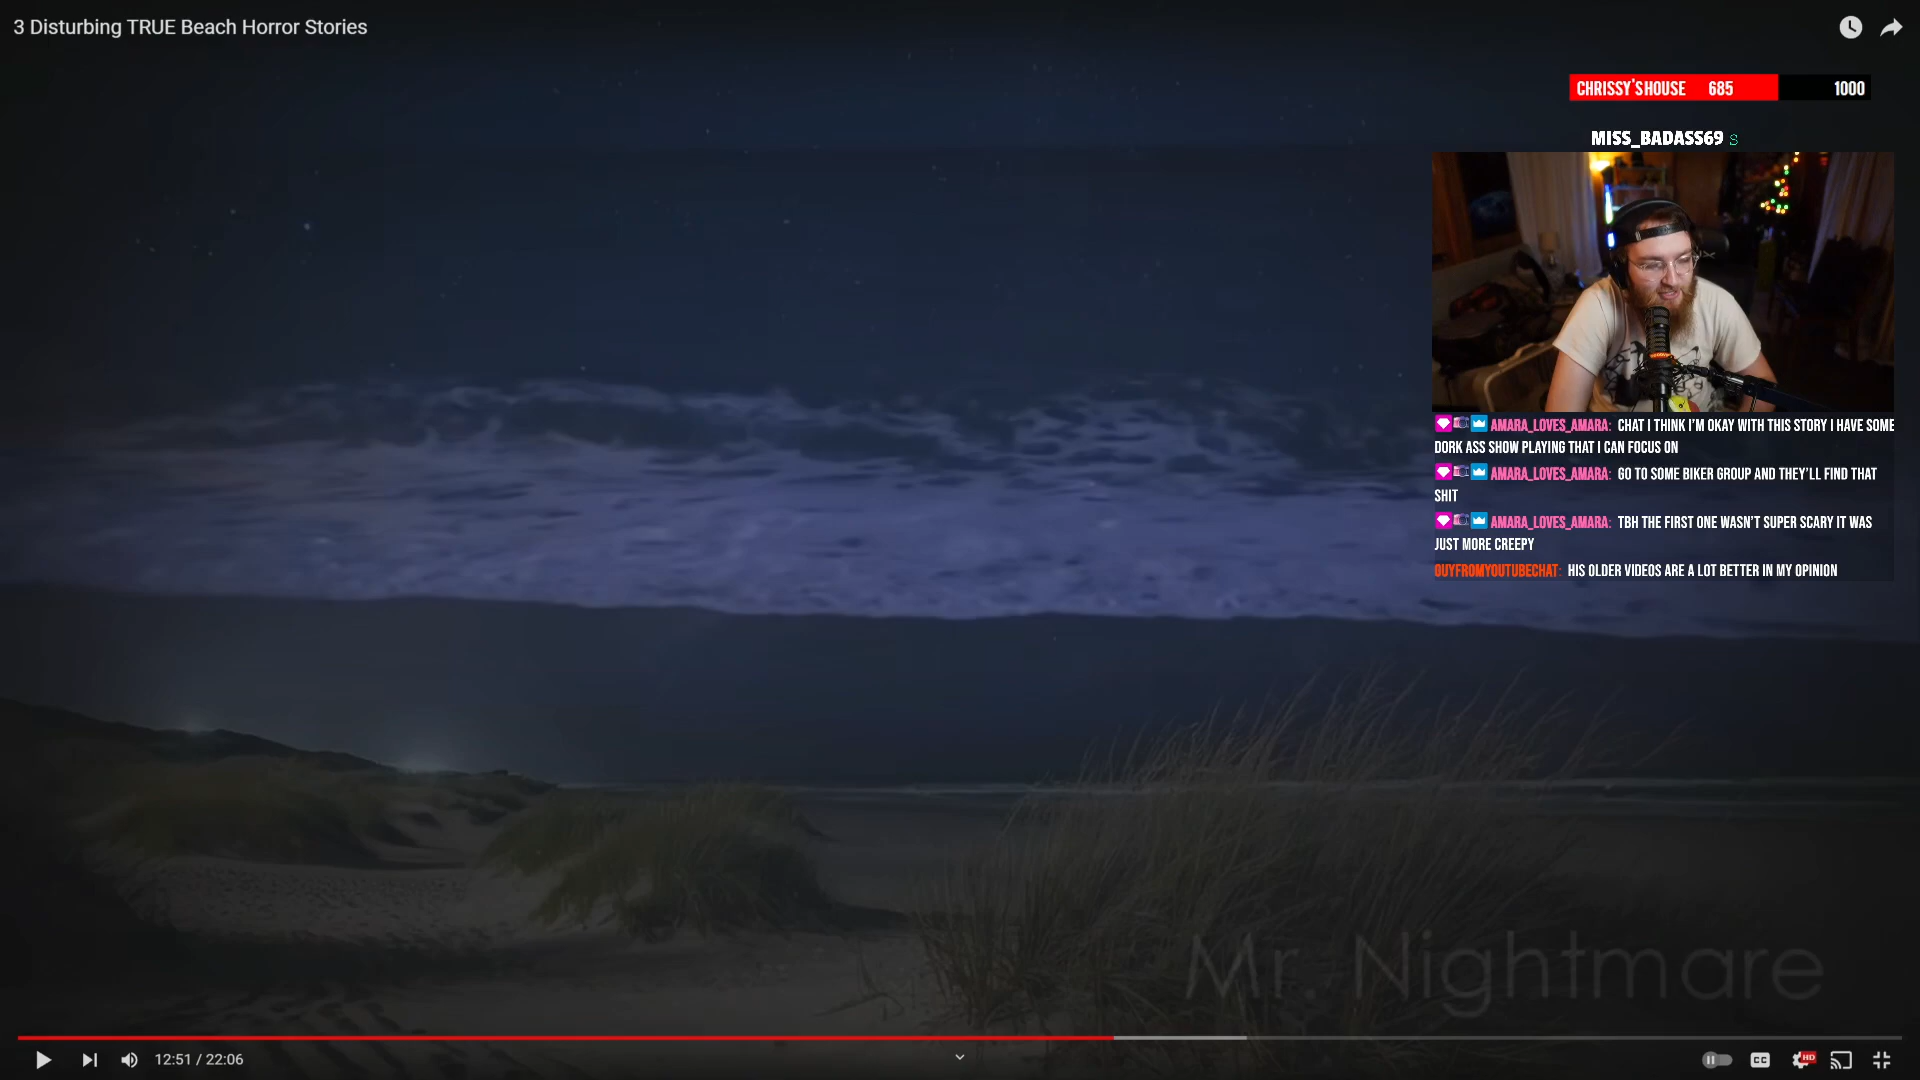 3 Disturbing TRUE Beach Horror Stories
CHRISSY'S HOUSE 685 1000
MISS_BADASS69 S
AMARA_LOVES_AMARA: CHAT I THINK I'M OKAY WITH THIS STORY I HAVE SOME
DORK ASS SHOW PLAYING THAT I CAN FOCUS ON
AMARA_LOVES_AMARA: GO TO SOME BIKER GROUP AND THEY'LL FIND THAT
SHIT
AMARA_LOVES_AMARA: TBH THE FIRST ONE WASN'T SUPER SCARY IT WAS
JUST MORE CREEPY
GUYFROMYOUTUBECHAT: HIS OLDER VIDEOS ARE A LOT BETTER IN MY OPINION
Mr. Nightmare
12:51 / 22:06
CC
HD